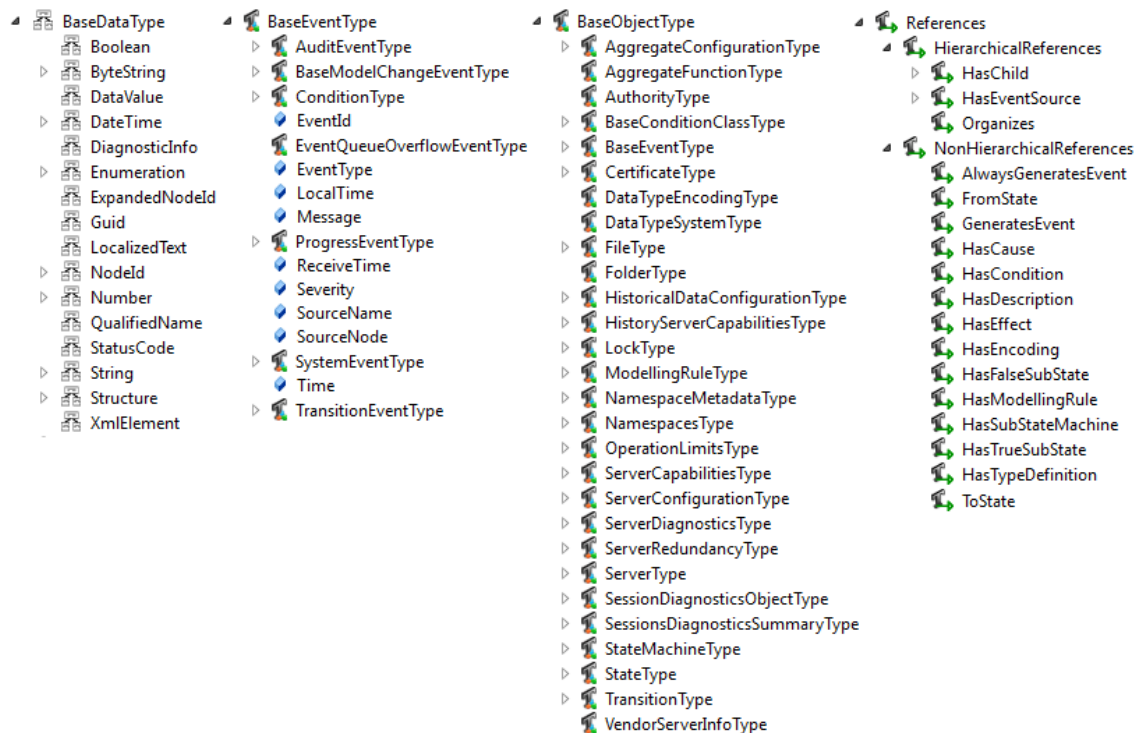 BaseDataType
Boolean
ByteString
DataValue
DateTime
DiagnosticInfo
Enumeration
ExpandedNodeId
Guid
LocalizedText
NodeId
Number
QualifiedName
StatusCode
String
Structure
XmlElement
BaseEventType
AuditEventType
BaseModelChangeEventType
ConditionType
EventId
EventQueueOverflowEventType
EventType
LocalTime
Message
ProgressEventType
ReceiveTime
Severity
SourceName
SourceNode
SystemEventType
Time
TransitionEventType
BaseObjectType
AggregateConfigurationType
AggregateFunctionType
AuthorityType
BaseConditionClassType
BaseEventType
CertificateType
DataTypeEncodingType
DataTypeSystemType
FileType
FolderType
HistoricalDataConfigurationType
HistoryServerCapabilitiesType
LockType
ModellingRuleType
NamespaceMetadataType
NamespacesType
OperationLimitsType
ServerCapabilitiesType
ServerConfigurationType
ServerDiagnosticsType
ServerRedundancyType
ServerType
SessionDiagnosticsObjectType
SessionsDiagnosticsSummaryType
StateMachineType
StateType
TransitionType
VendorServerInfoType
References
HierarchicalReferences
HasChild
HasEventSource
Organizes
NonHierarchicalReferences
AlwaysGeneratesEvent
FromState
GeneratesEvent
HasCause
HasCondition
HasDescription
HasEffect
HasEncoding
HasFalseSubState
HasModellingRule
HasSubStateMachine
HasTrueSubState
HasTypeDefinition
ToState